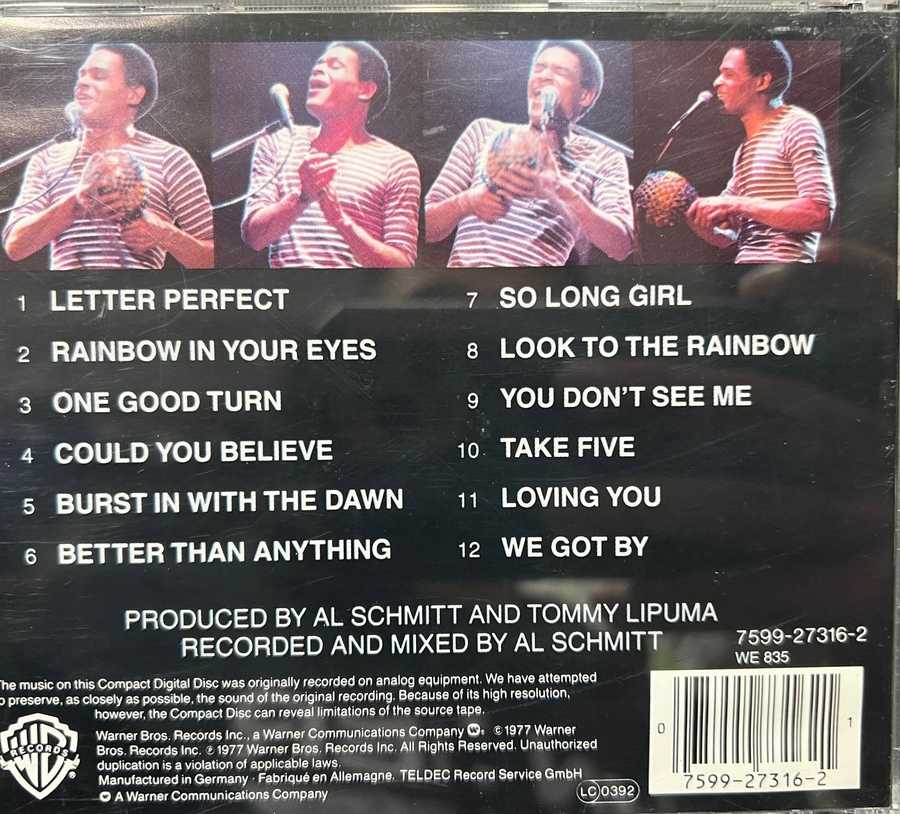 1 LETTER PERFECT
2 RAINBOW IN YOUR EYES
3 ONE GOOD TURN
4 COULD YOU BELIEVE
5 BURST IN WITH THE DAWN
6 BETTER THAN ANYTHING
7 SO LONG GIRL
8 LOOK TO THE RAINBOW
9 YOU DON'T SEE ME
10 TAKE FIVE
11 LOVING YOU
12 WE GOT BY
PRODUCED BY AL SCHMITT AND TOMMY LIPUMA
RECORDED AND MIXED BY AL SCHMITT
7599-27316-2
WE 835
The music on this Compact Digital Disc was originally recorded on analog equipment. We have attempted
to preserve, as closely as possible, the sound of the original recording. Because of its high resolution,
however, the Compact Disc can reveal limitations of the source tape.
Warner Bros. Records Inc., a Warner Communications Company. © 1977 Warner
Bros. Records Inc. ℗ 1977 Warner Bros. Records Inc. All Rights Reserved. Unauthorized
duplication is a violation of applicable laws.
Manufactured in Germany · Fabriqué en Allemagne. TELDEC Record Service GmbH
A Warner Communications Company
WB
RECORDS
LC 0392
0 1
7599-27316-2